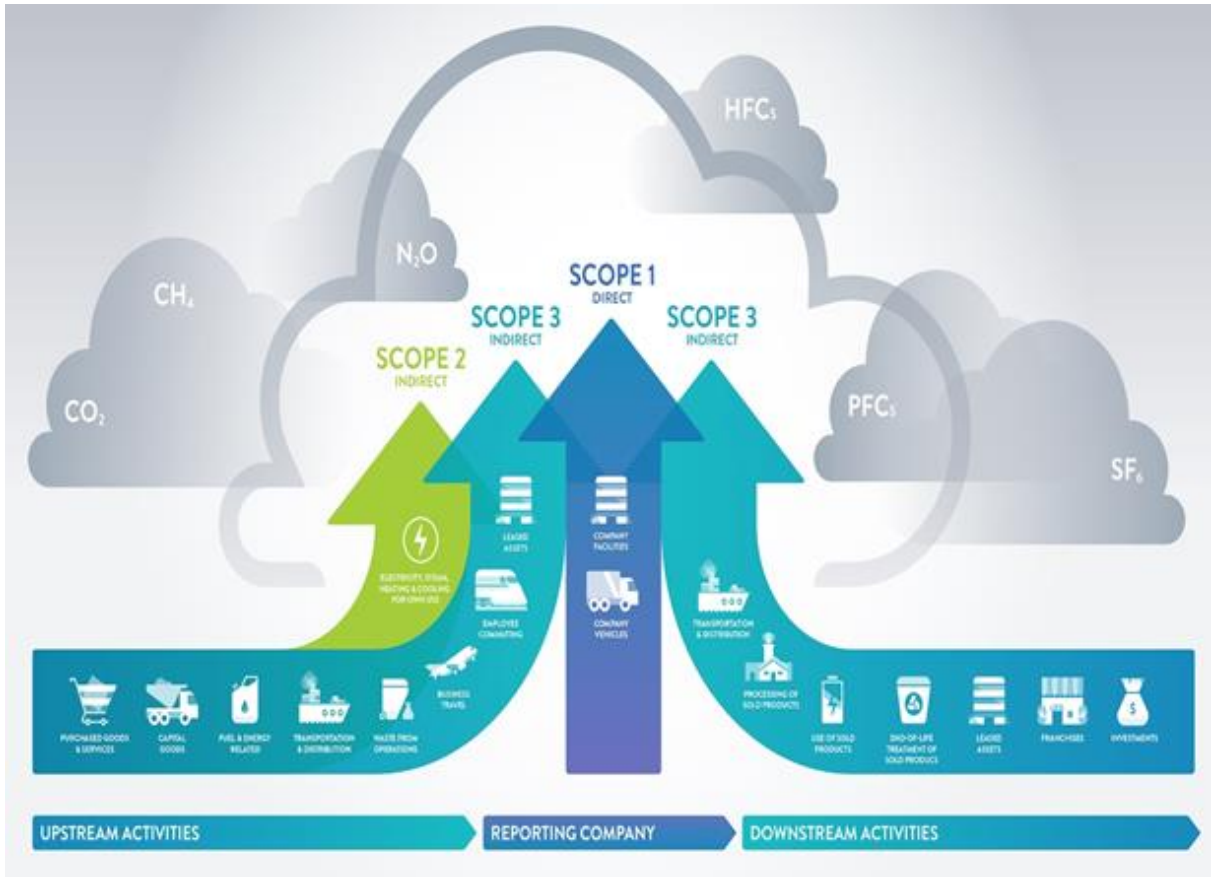 HFCs
N₂O
CH₄
SCOPE 1
DIRECT
SCOPE 3
INDIRECT
SCOPE 3
INDIRECT
SCOPE 2
INDIRECT
CO₂
PFCs
SF₆
ELECTRICITY, STEAM,
HEATING & COOLING
FOR OWN USE
LEASED
ASSETS
COMPANY
FACILITIES
EMPLOYEE
COMMUTING
COMPANY
VEHICLES
TRANSPORTATION
& DISTRIBUTION
BUSINESS
TRAVEL
PROCESSING OF
SOLD PRODUCTS
PURCHASED GOODS
& SERVICES
CAPITAL
GOODS
FUEL & ENERGY
RELATED
TRANSPORTATION
& DISTRIBUTION
WASTE FROM
OPERATIONS
USE OF SOLD
PRODUCTS
END-OF-LIFE
TREATMENT OF
SOLD PRODUCT
LEASED
ASSETS
FRANCHISES
INVESTMENTS
UPSTREAM ACTIVITIES
REPORTING COMPANY
DOWNSTREAM ACTIVITIES